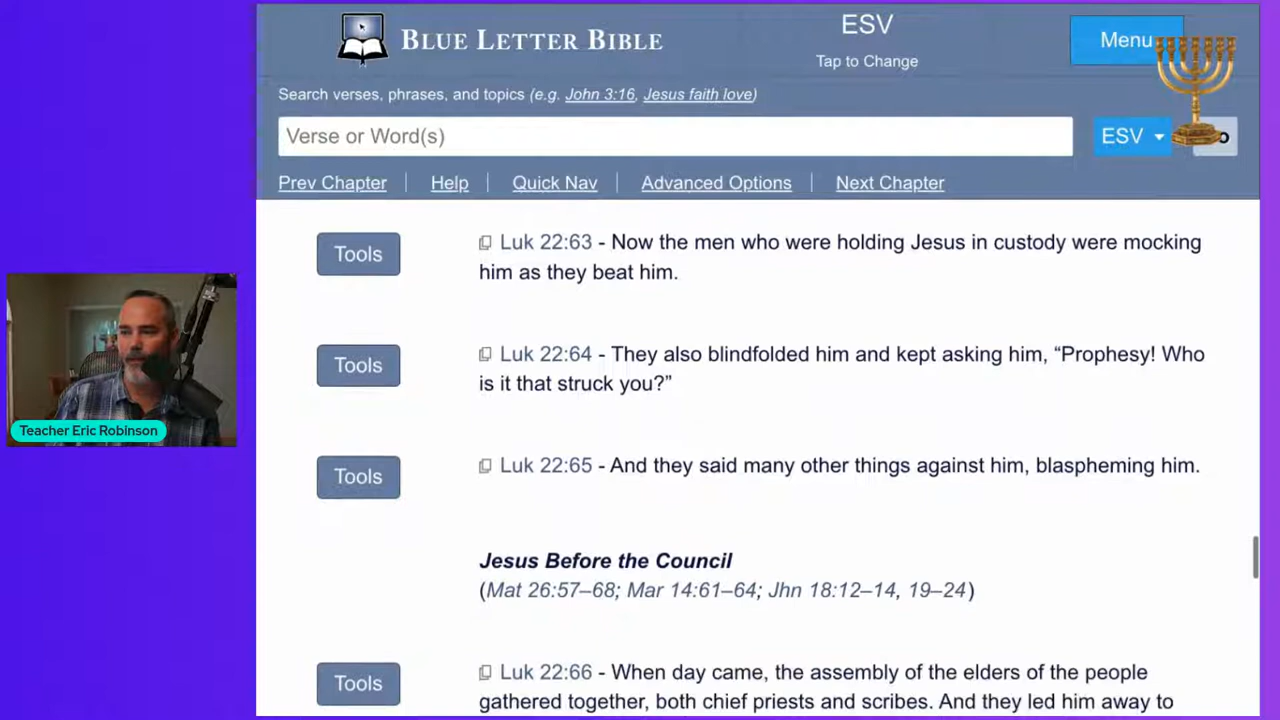 BLUE LETTER BIBLE
ESV
Tap to Change
Menu
Search verses, phrases, and topics (e.g. John 3:16, Jesus faith love)
Verse or Word(s)
ESV
Prev Chapter
Help
Quick Nav
Advanced Options
Next Chapter
Tools
Luk 22:63 - Now the men who were holding Jesus in custody were mocking
him as they beat him.
Tools
Luk 22:64 - They also blindfolded him and kept asking him, “Prophesy! Who
is it that struck you?”
Teacher Eric Robinson
Tools
Luk 22:65 - And they said many other things against him, blaspheming him.
Jesus Before the Council
(Mat 26:57–68; Mar 14:61–64; Jhn 18:12–14, 19–24)
Tools
Luk 22:66 - When day came, the assembly of the elders of the people
gathered together, both chief priests and scribes. And they led him away to